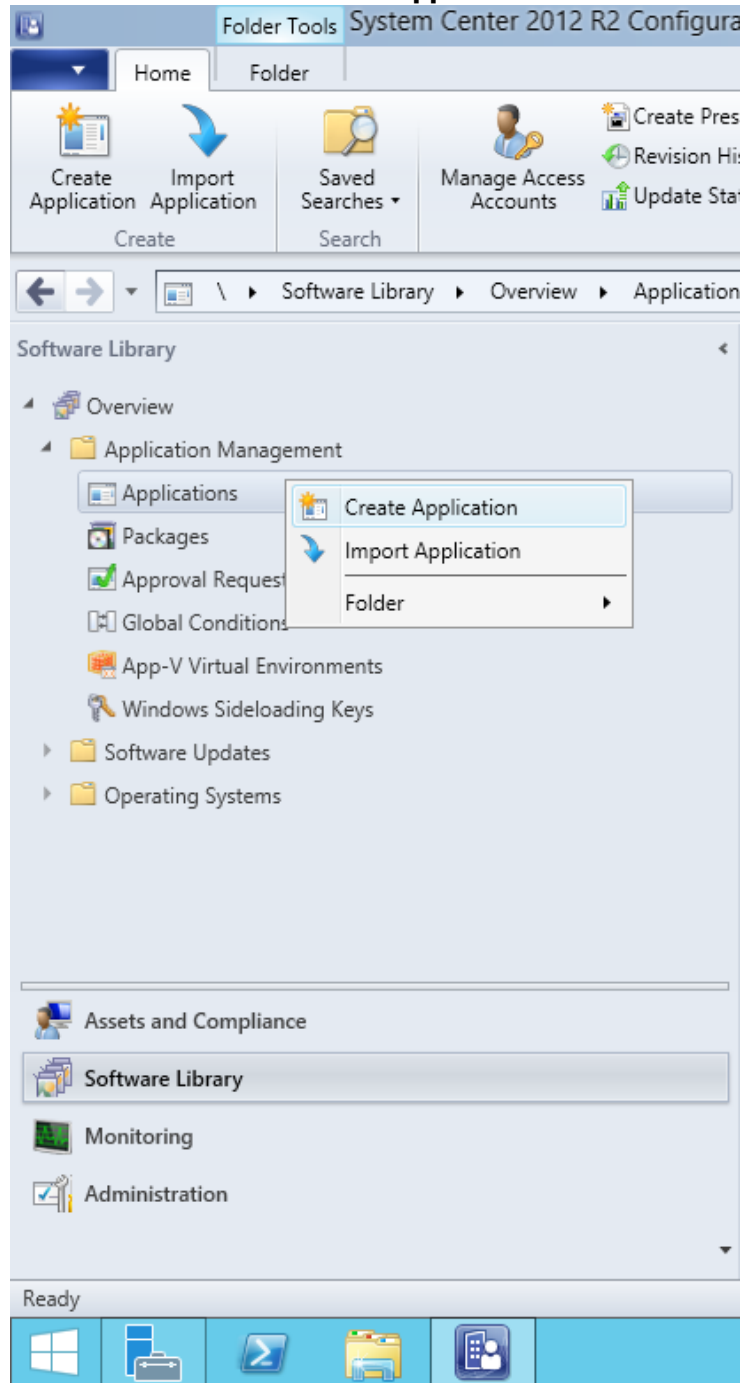 Folder Tools System Center 2012 R2 Configura
Home Folder
Create Application
Import Application
Saved Searches
Manage Access Accounts
Create Pres
Revision His
Update Sta
Create
Search
\ Software Library Overview Application
Software Library
Overview
Application Management
Applications
Packages
Approval Request
Global Conditions
App-V Virtual Environments
Windows Sideloading Keys
Software Updates
Operating Systems
Create Application
Import Application
Folder
Assets and Compliance
Software Library
Monitoring
Administration
Ready